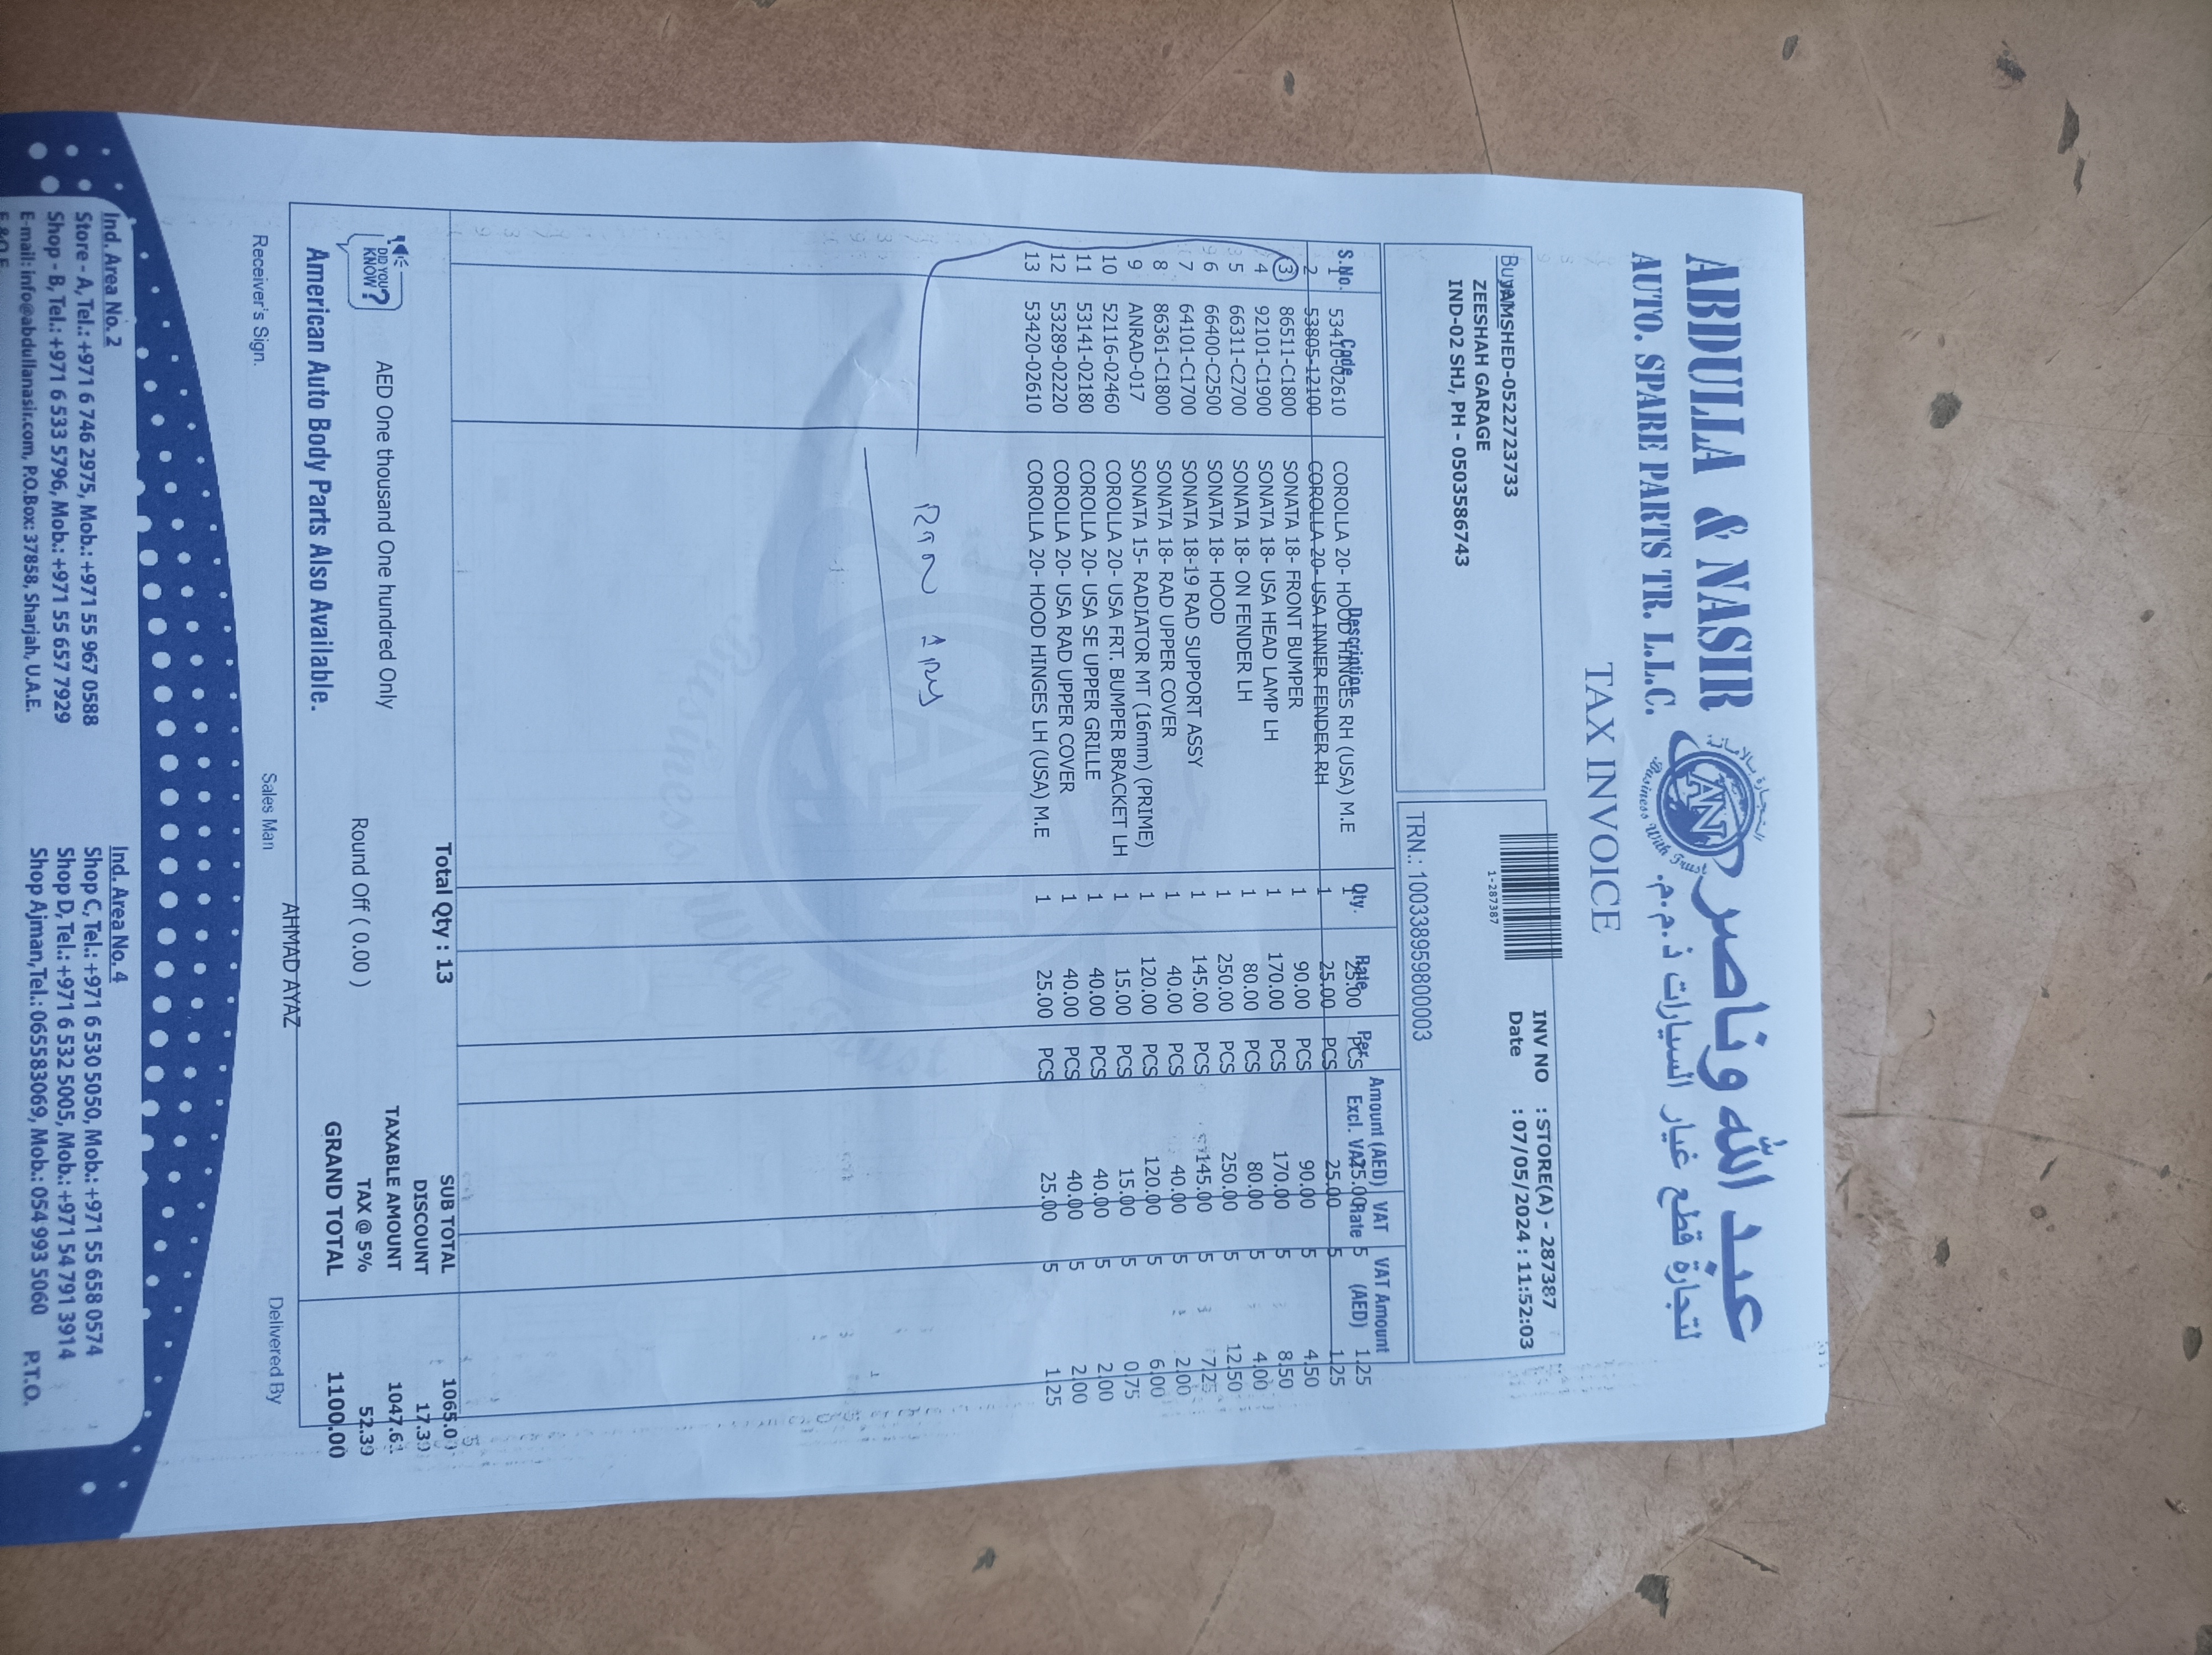 ABDULLA & NASIR عبد الله وناصر
AUTO. SPARE PARTS TR. L.L.C. لتجارة قطع غيار السيارات ذ.م.م.
التجارة بالامانة
AN
Business With Trust
TAX INVOICE
1-287387
INV NO : STORE(A) - 287387
Date : 07/05/2024 : 11:52:03
Buyer
JAMSHED-0522723733
ZEESHAH GARAGE
IND-02 SHJ, PH - 0503586743
TRN.: 100338959800003
S.No. Code Description Qty. Rate Per Amount (AED) Excl. VAT VAT Rate VAT Amount (AED)
1 53410-02610 COROLLA 20- HOOD HINGES RH (USA) M.E 1 25.00 PCS 25.00 5 1.25
2 53805-12100 COROLLA 20- USA INNER FENDER RH 1 25.00 PCS 25.00 5 1.25
3 86511-C1800 SONATA 18- FRONT BUMPER 1 90.00 PCS 90.00 5 4.50
4 92101-C1900 SONATA 18- USA HEAD LAMP LH 1 170.00 PCS 170.00 5 8.50
5 66311-C2700 SONATA 18- ON FENDER LH 1 80.00 PCS 80.00 5 4.00
6 66400-C2500 SONATA 18- HOOD 1 250.00 PCS 250.00 5 12.50
7 64101-C1700 SONATA 18-19 RAD SUPPORT ASSY 1 145.00 PCS 145.00 5 7.25
8 86361-C1800 SONATA 18- RAD UPPER COVER 1 40.00 PCS 40.00 5 2.00
9 ANRAD-017 SONATA 15- RADIATOR MT (16mm) (PRIME) 1 120.00 PCS 120.00 5 6.00
10 52116-02460 COROLLA 20- USA FRT. BUMPER BRACKET LH 1 15.00 PCS 15.00 5 0.75
11 53141-02180 COROLLA 20- USA SE UPPER GRILLE 1 40.00 PCS 40.00 5 2.00
12 53289-02220 COROLLA 20- USA RAD UPPER COVER 1 40.00 PCS 40.00 5 2.00
13 53420-02610 COROLLA 20- HOOD HINGES LH (USA) M.E 1 25.00 PCS 25.00 5 1.25
AN
Business With Trust
Total Qty : 13
SUB TOTAL 1065.00
DISCOUNT 17.39
TAXABLE AMOUNT 1047.61
TAX @ 5% 52.39
GRAND TOTAL 1100.00
DID YOU KNOW?
AED One thousand One hundred Only
Round Off ( 0.00 )
American Auto Body Parts Also Available.
AHMAD AYAZ
Receiver's Sign. Sales Man Delivered By
Ind. Area No. 2
Store - A, Tel.: +971 6 746 2975, Mob.: +971 55 967 0588
Shop - B, Tel.: +971 6 533 5796, Mob.: +971 55 657 7929
E-mail: info@abdullanasir.com, P.O.Box: 37858, Sharjah, U.A.E.
E.&O.E.
Ind. Area No. 4
Shop C, Tel.: +971 6 530 5050, Mob.: +971 55 658 0574
Shop D, Tel.: +971 6 532 5005, Mob.: +971 54 791 3914
Shop Ajman, Tel.: 065583069, Mob.: 054 993 5060 P.T.O.